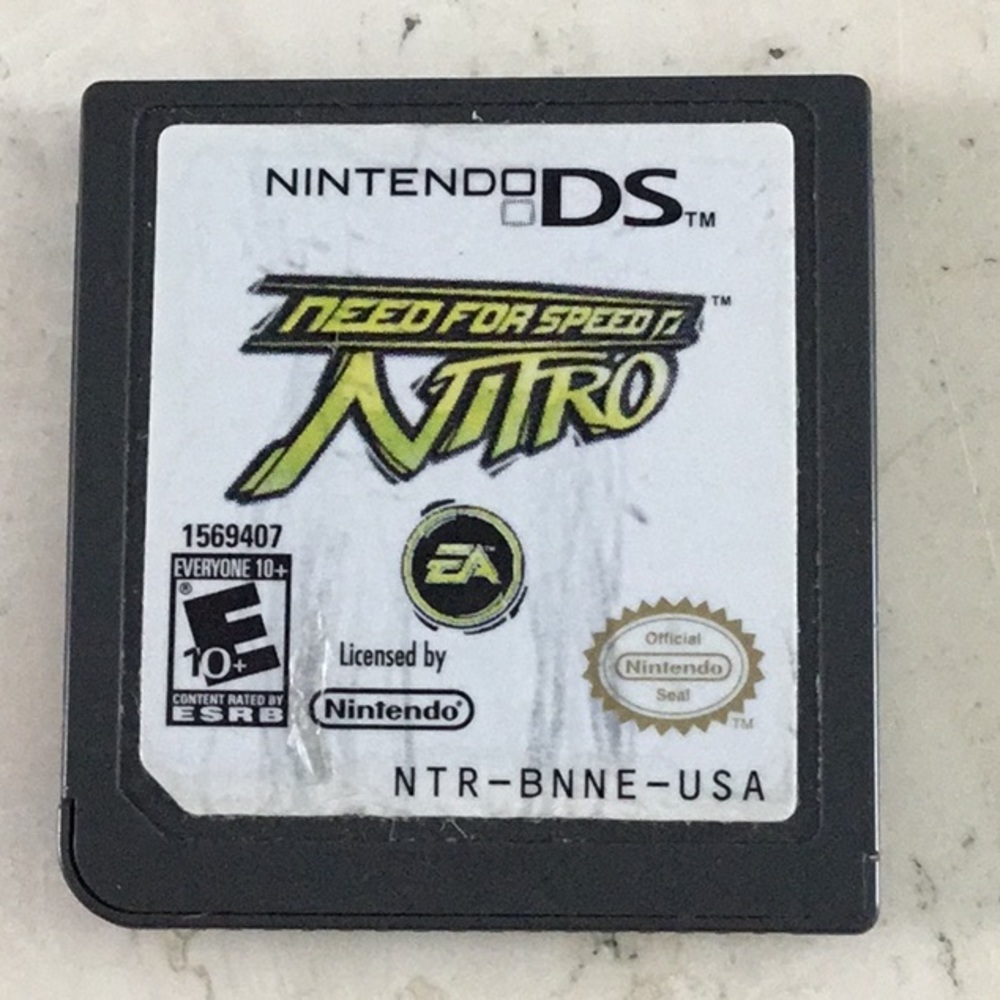 NINTENDO DS™
NEED FOR SPEED™
NITRO
1569407
EVERYONE 10+
®
E
10+
CONTENT RATED BY
ESRB
EA™
Licensed by
Nintendo®
Official
Nintendo
Seal
™
NTR-BNNE-USA